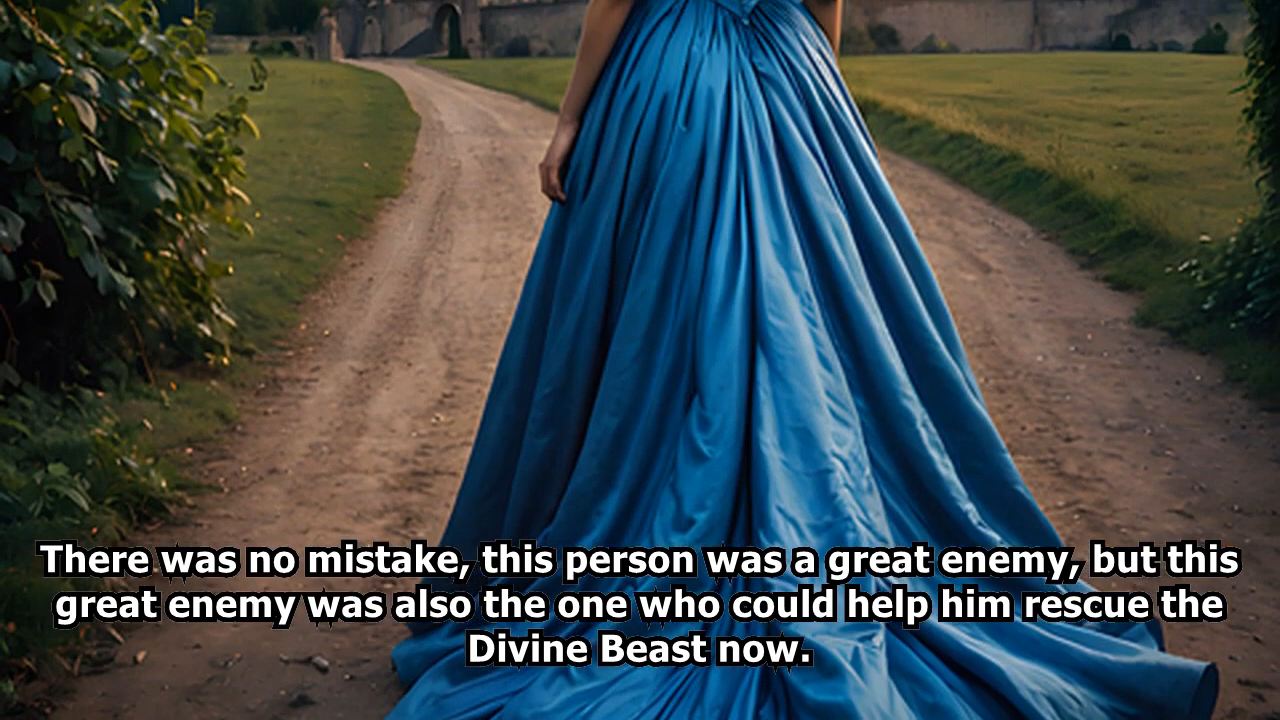 There was no mistake, this person was a great enemy, but this
great enemy was also the one who could help him rescue the
Divine Beast now.